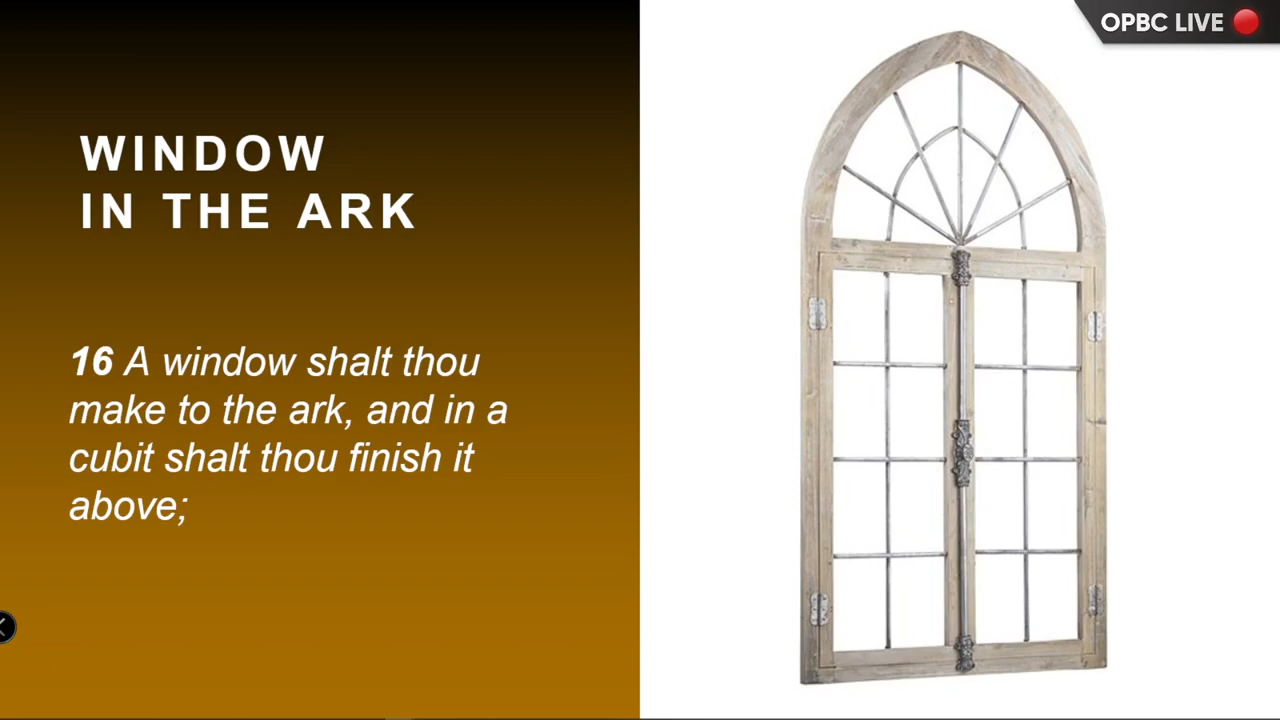 OPBC LIVE
WINDOW
IN THE ARK
16 A window shalt thou
make to the ark, and in a
cubit shalt thou finish it
above;